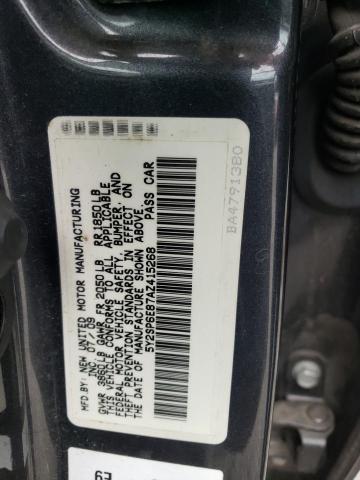 MFD. BY: NEW UNITED MOTOR MANUFACTURING
INC. 07/09
GVWR 3850LB GAWR FR 2050LB RR 1850LB
THIS VEHICLE CONFORMS TO ALL APPLICABLE
FEDERAL MOTOR VEHICLE SAFETY, BUMPER, AND
THEFT PREVENTION STANDARDS IN EFFECT ON
THE DATE OF MANUFACTURE SHOWN ABOVE.
5Y2SP6E87AZ415268 PASS CAR
BA47913B0
E9